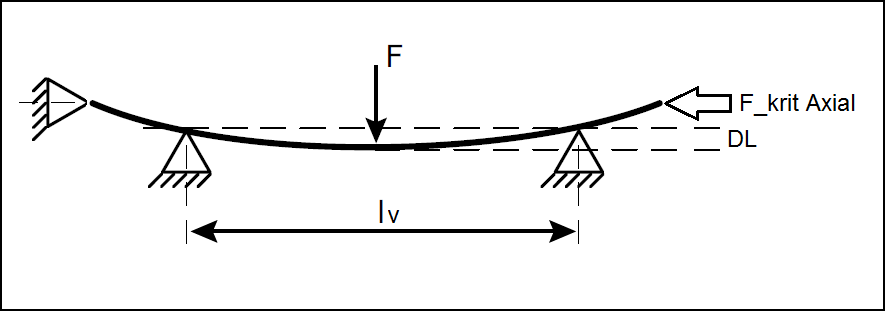 F
F_krit Axial
DL
lv